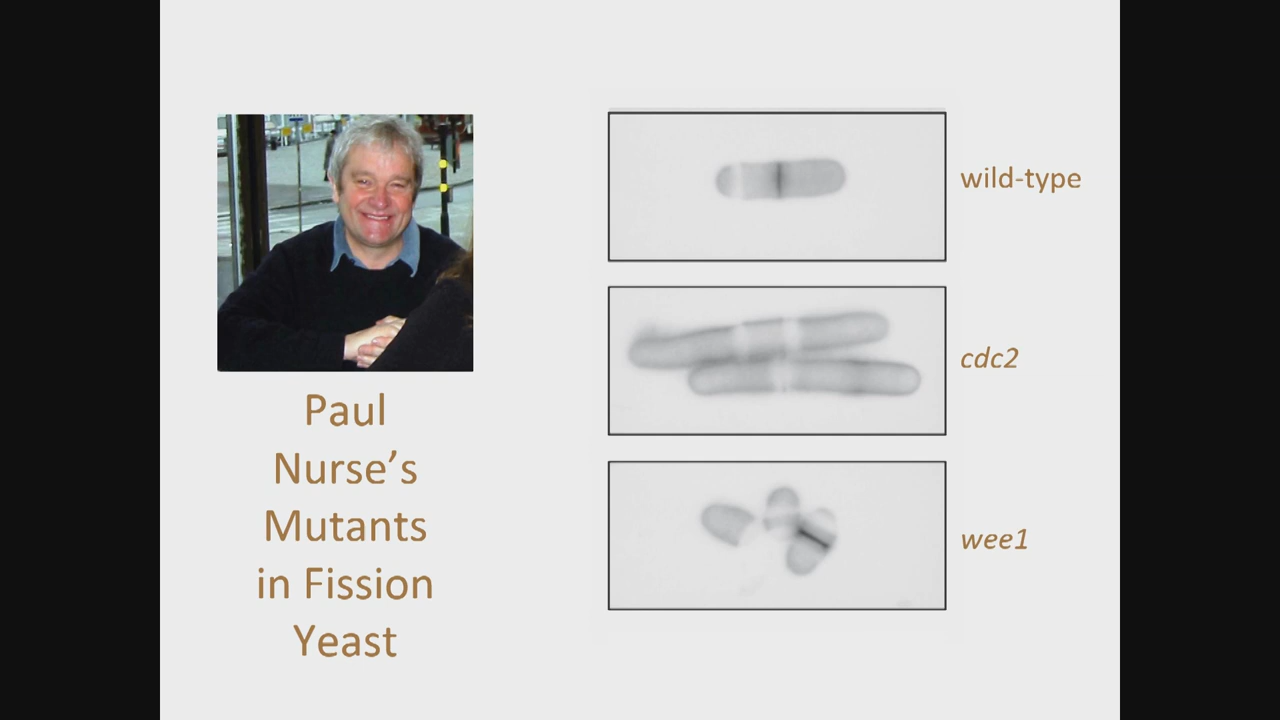 Paul
Nurse’s
Mutants
in Fission
Yeast
wild-type
cdc2
wee1